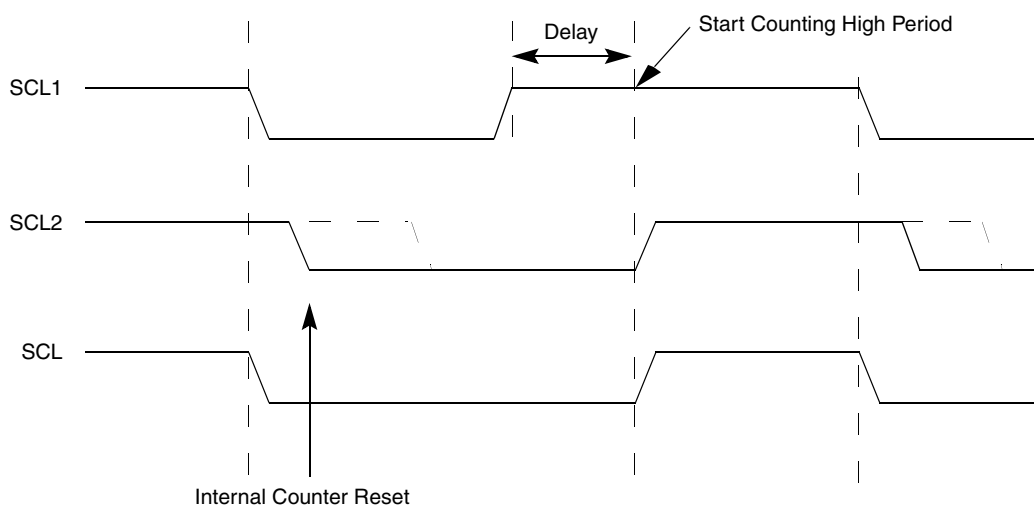 Start Counting High Period
Delay
SCL1
SCL2
SCL
Internal Counter Reset